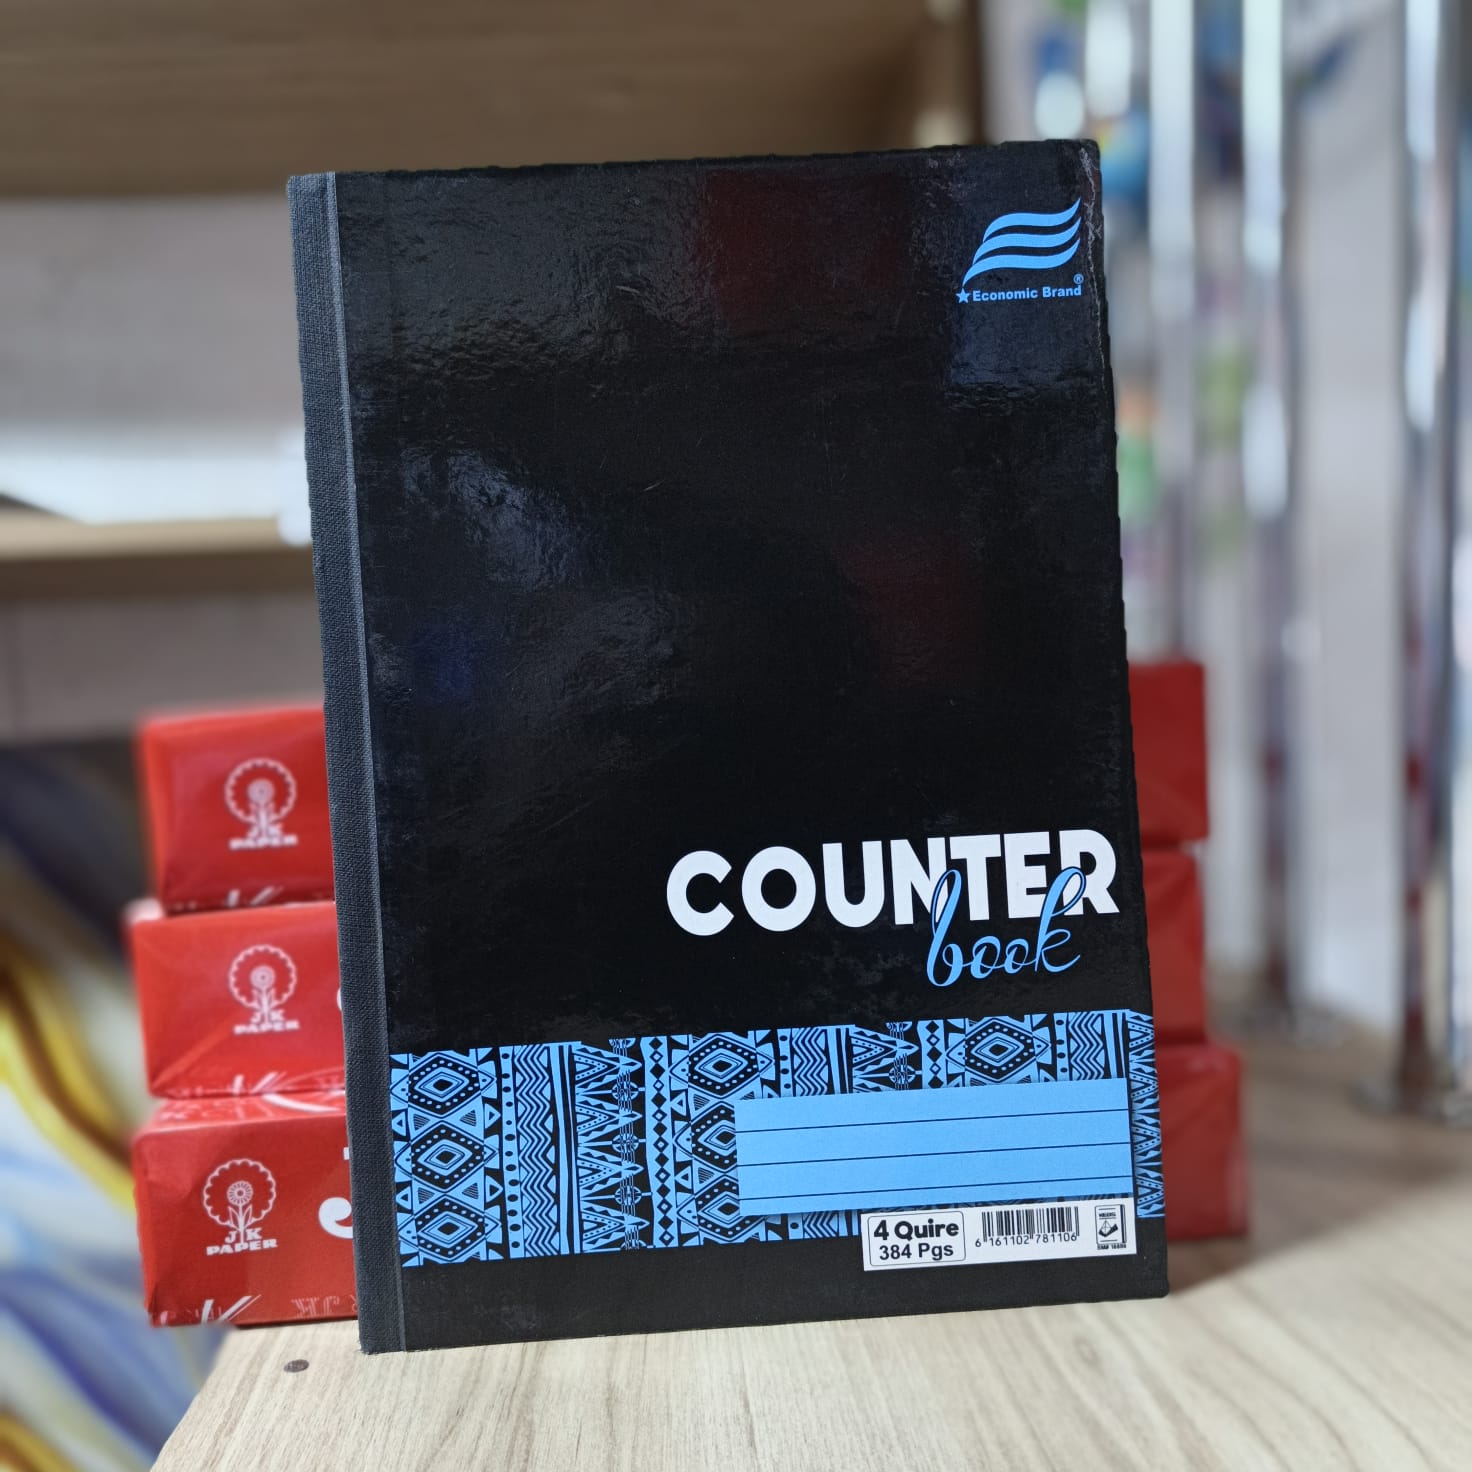 Economic Brand®
COUNTER
book
4 Quire
384 Pgs
6 161102 781106
JK
PAPER
JK
PAPER
JK
PAPER